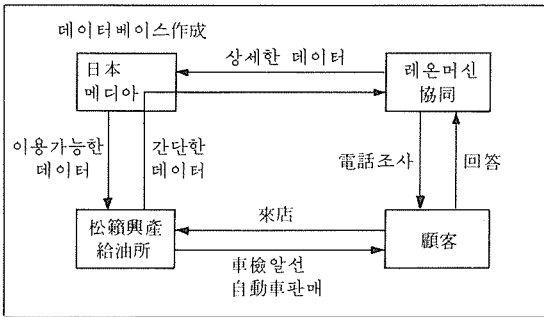 데이터베이스作成
日本
메디아
상세한 데이터
레온머신
協同
이용가능한
데이터
간단한
데이터
電話조사
回答
松籟興産
給油所
來店
顧客
車檢알선
自動車판매